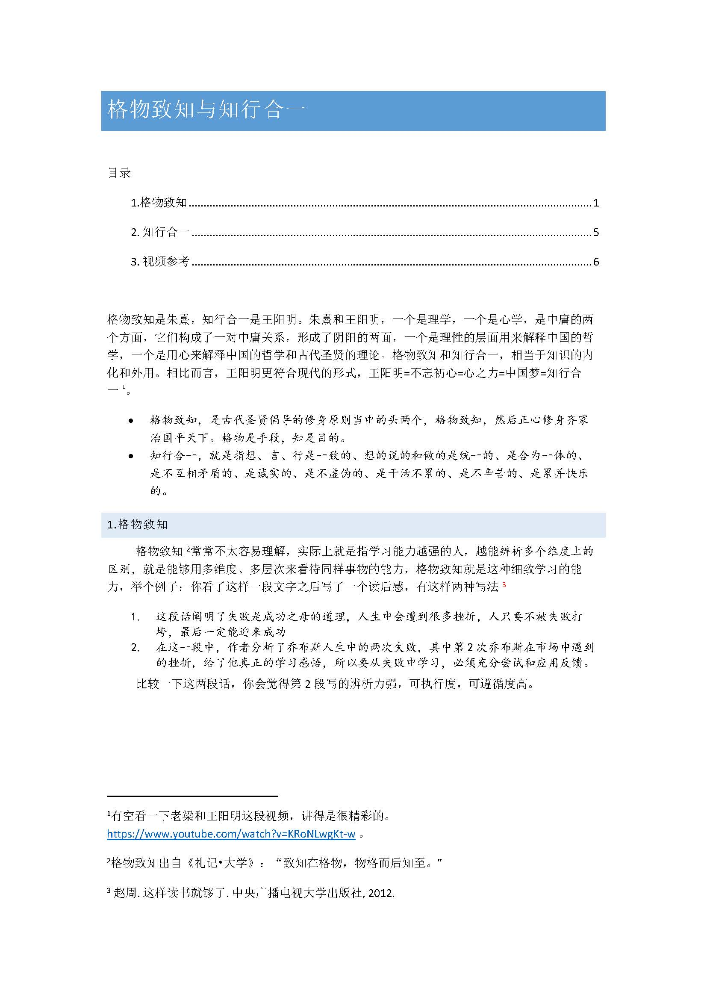 格物致知与知行合一
目录
1.格物致知........................................................................................................................................1
2. 知行合一.......................................................................................................................................5
3. 视频参考.......................................................................................................................................6
格物致知是朱熹，知行合一是王阳明。朱熹和王阳明，一个是理学，一个是心学，是中庸的两
个方面，它们构成了一对中庸关系，形成了阴阳的两面，一个是理性的层面用来解释中国的哲
学，一个是用心来解释中国的哲学和古代圣贤的理论。格物致知和知行合一，相当于知识的内
化和外用。相比而言，王阳明更符合现代的形式，王阳明=不忘初心=心之力=中国梦=知行合
一 1。
• 格物致知，是古代圣贤倡导的修身原则当中的头两个，格物致知，然后正心修身齐家
治国平天下。格物是手段，知是目的。
• 知行合一，就是指想、言、行是一致的、想的说的和做的是统一的、是合为一体的、
是不互相矛盾的、是诚实的、是不虚伪的、是干活不累的、是不辛苦的、是累并快乐
的。
1.格物致知
格物致知 2常常不太容易理解，实际上就是指学习能力越强的人，越能辨析多个维度上的
区别，就是能够用多维度、多层次来看待同样事物的能力，格物致知就是这种细致学习的能
力，举个例子：你看了这样一段文字之后写了一个读后感，有这样两种写法 3
1. 这段话阐明了失败是成功之母的道理，人生中会遭到很多挫折，人只要不被失败打
垮，最后一定能迎来成功
2. 在这一段中，作者分析了乔布斯人生中的两次失败，其中第 2 次乔布斯在市场中遇到
的挫折，给了他真正的学习感悟，所以要从失败中学习，必须充分尝试和应用反馈。
比较一下这两段话，你会觉得第 2 段写的辨析力强，可执行度，可遵循度高。
1有空看一下老梁和王阳明这段视频，讲得是很精彩的。
https://www.youtube.com/watch?v=KRoNLwgKt-w 。
2格物致知出自《礼记•大学》：“致知在格物，物格而后知至。”
3 赵周. 这样读书就够了. 中央广播电视大学出版社, 2012.